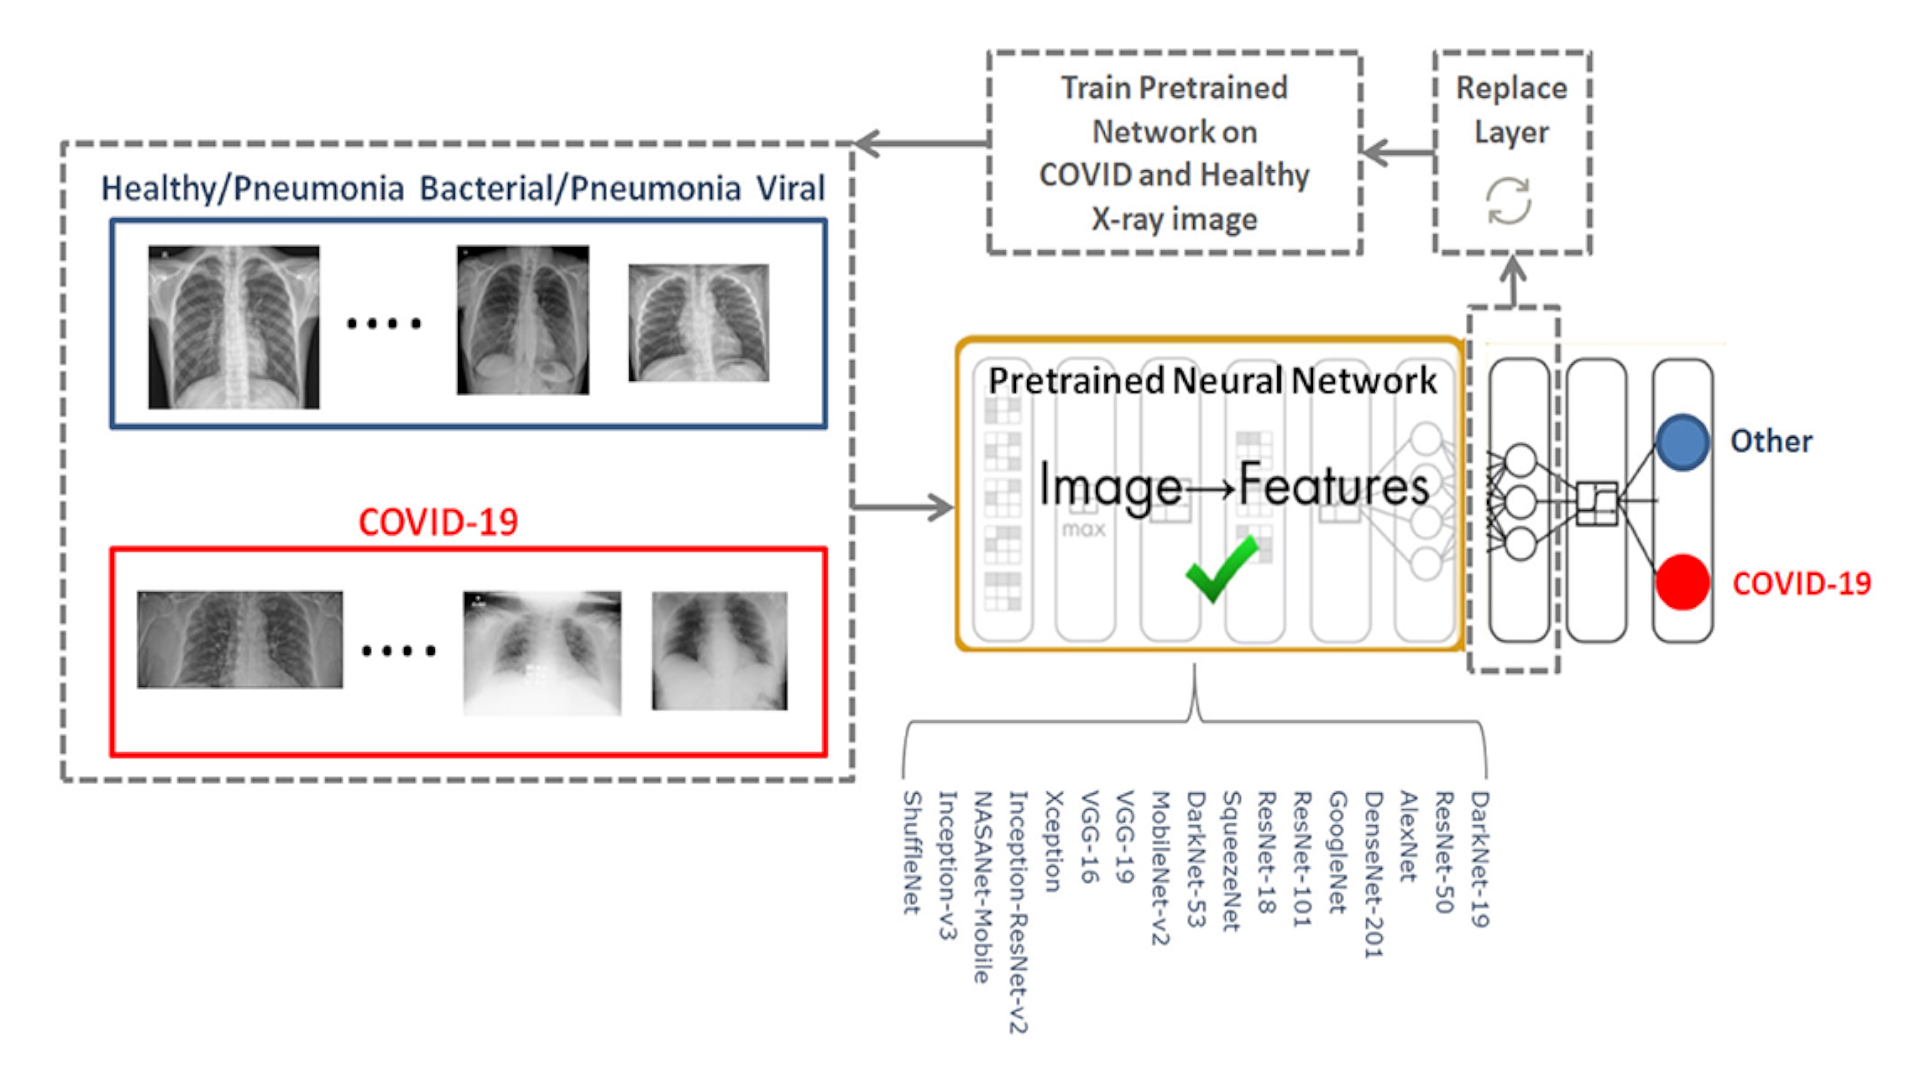 Train Pretrained
Network on
COVID and Healthy
X-ray image
Replace
Layer
Healthy/Pneumonia Bacterial/Pneumonia Viral
COVID-19
Pretrained Neural Network
Image→Features
max
Other
COVID-19
ShuffleNet
Inception-v3
NASANet-Mobile
Inception-ResNet-v2
Xception
VGG-16
VGG-19
MobileNet-v2
DarkNet-53
SqueezeNet
ResNet-18
ResNet-101
GoogleNet
DenseNet-201
AlexNet
ResNet-50
DarkNet-19